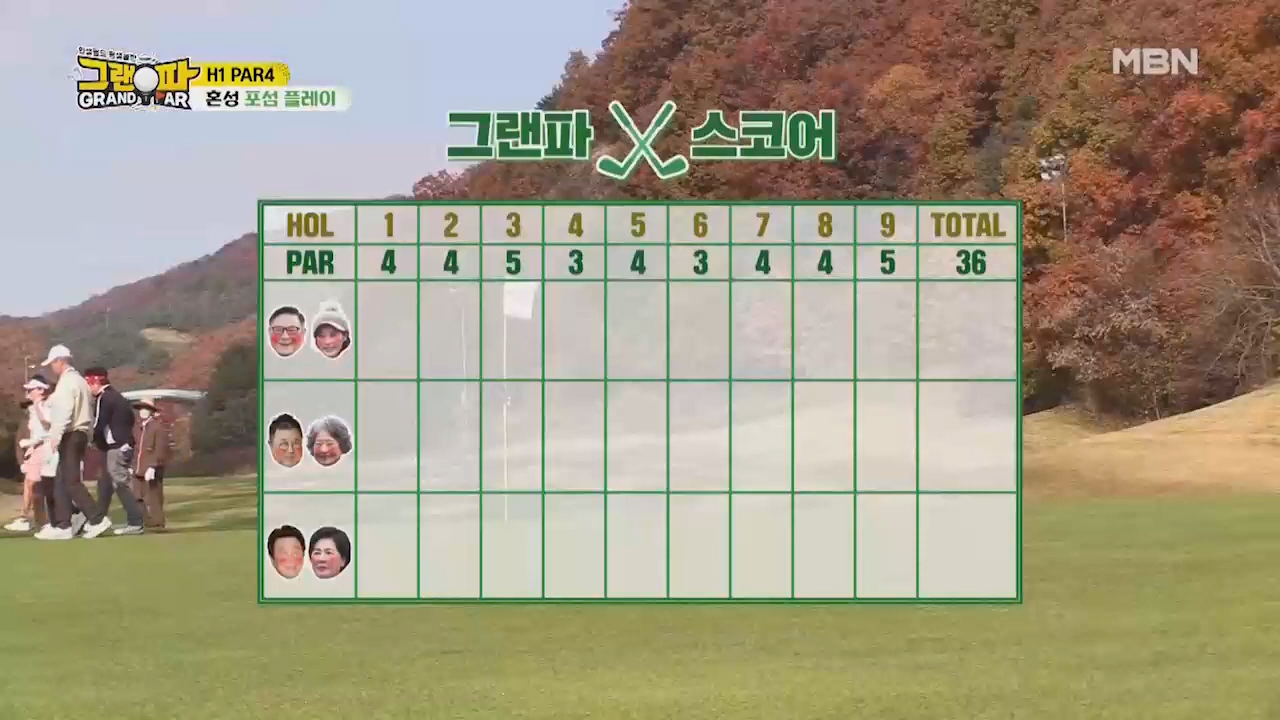 그랜파
GRANDPAR
H1 PAR4
혼성 포섬 플레이
MBN
그랜파 스코어
HOL 1 2 3 4 5 6 7 8 9 TOTAL
PAR 4 4 5 3 4 3 4 4 5 36